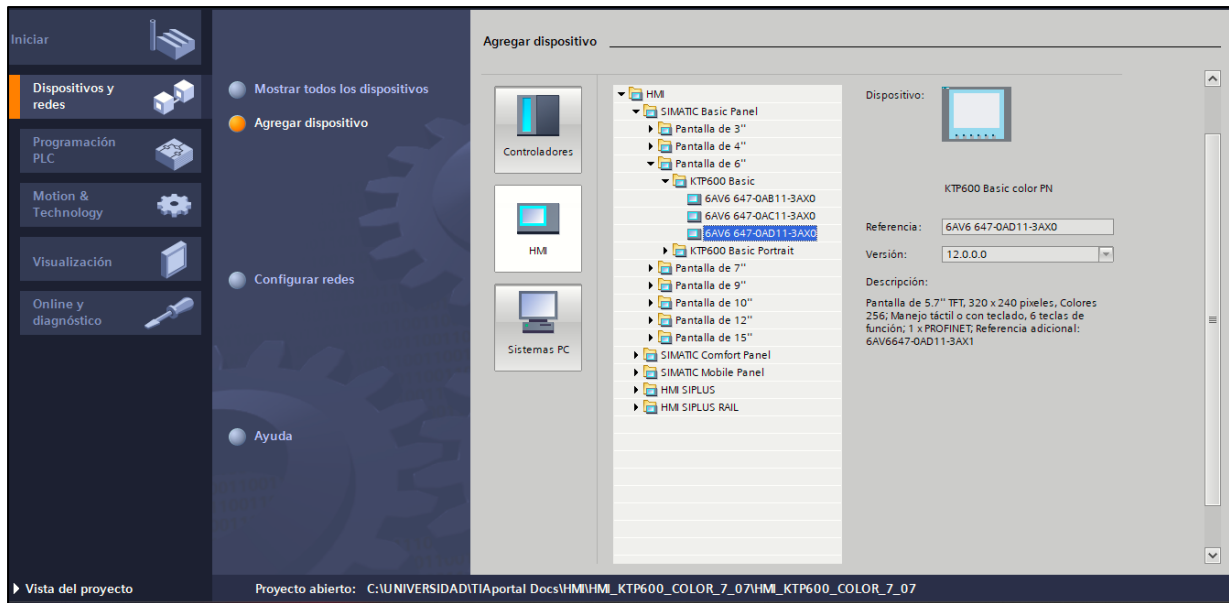 Iniciar
Dispositivos y
redes
Programación
PLC
Motion &
Technology
Visualización
Online y
diagnóstico
Vista del proyecto
Mostrar todos los dispositivos
Agregar dispositivo
Configurar redes
Ayuda
Agregar dispositivo
Controladores
HMI
Sistemas PC
HMI
SIMATIC Basic Panel
Pantalla de 3''
Pantalla de 4''
Pantalla de 6''
KTP600 Basic
6AV6 647-0AB11-3AX0
6AV6 647-0AC11-3AX0
6AV6 647-0AD11-3AX0
KTP600 Basic Portrait
Pantalla de 7''
Pantalla de 9''
Pantalla de 10''
Pantalla de 12''
Pantalla de 15''
SIMATIC Comfort Panel
SIMATIC Mobile Panel
HMI SIPLUS
HMI SIPLUS RAIL
Dispositivo:
KTP600 Basic color PN
Referencia: 6AV6 647-0AD11-3AX0
Versión: 12.0.0.0
Descripción:
Pantalla de 5.7'' TFT, 320 x 240 pixeles, Colores
256; Manejo táctil o con teclado, 6 teclas de
función; 1 x PROFINET; Referencia adicional:
6AV6647-0AD11-3AX1
Proyecto abierto: C:\UNIVERSIDAD\TIAportal Docs\HMI\HMI_KTP600_COLOR_7_07\HMI_KTP600_COLOR_7_07